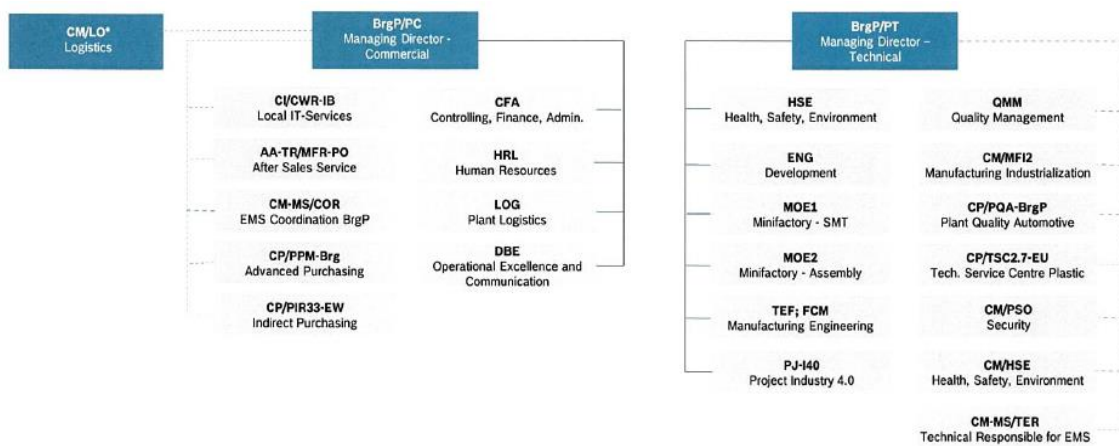 CM/LO*
Logistics
BrgP/PC
Managing Director -
Commercial
CI/CWR-IB
Local IT-Services
AA-TR/MFR-PO
After Sales Service
CM-MS/COR
EMS Coordination BrgP
CP/PPM-Brg
Advanced Purchasing
CP/PIR33-EW
Indirect Purchasing
CFA
Controlling, Finance, Admin.
HRL
Human Resources
LOG
Plant Logistics
DBE
Operational Excellence and
Communication
BrgP/PT
Managing Director –
Technical
HSE
Health, Safety, Environment
ENG
Development
MOE1
Minifactory - SMT
MOE2
Minifactory - Assembly
TEF; FCM
Manufacturing Engineering
PJ-I40
Project Industry 4.0
QMM
Quality Management
CM/MFI2
Manufacturing Industrialization
CP/PQA-BrgP
Plant Quality Automotive
CP/TSC2.7-EU
Tech. Service Centre Plastic
CM/PSO
Security
CM/HSE
Health, Safety, Environment
CM-MS/TER
Technical Responsible for EMS